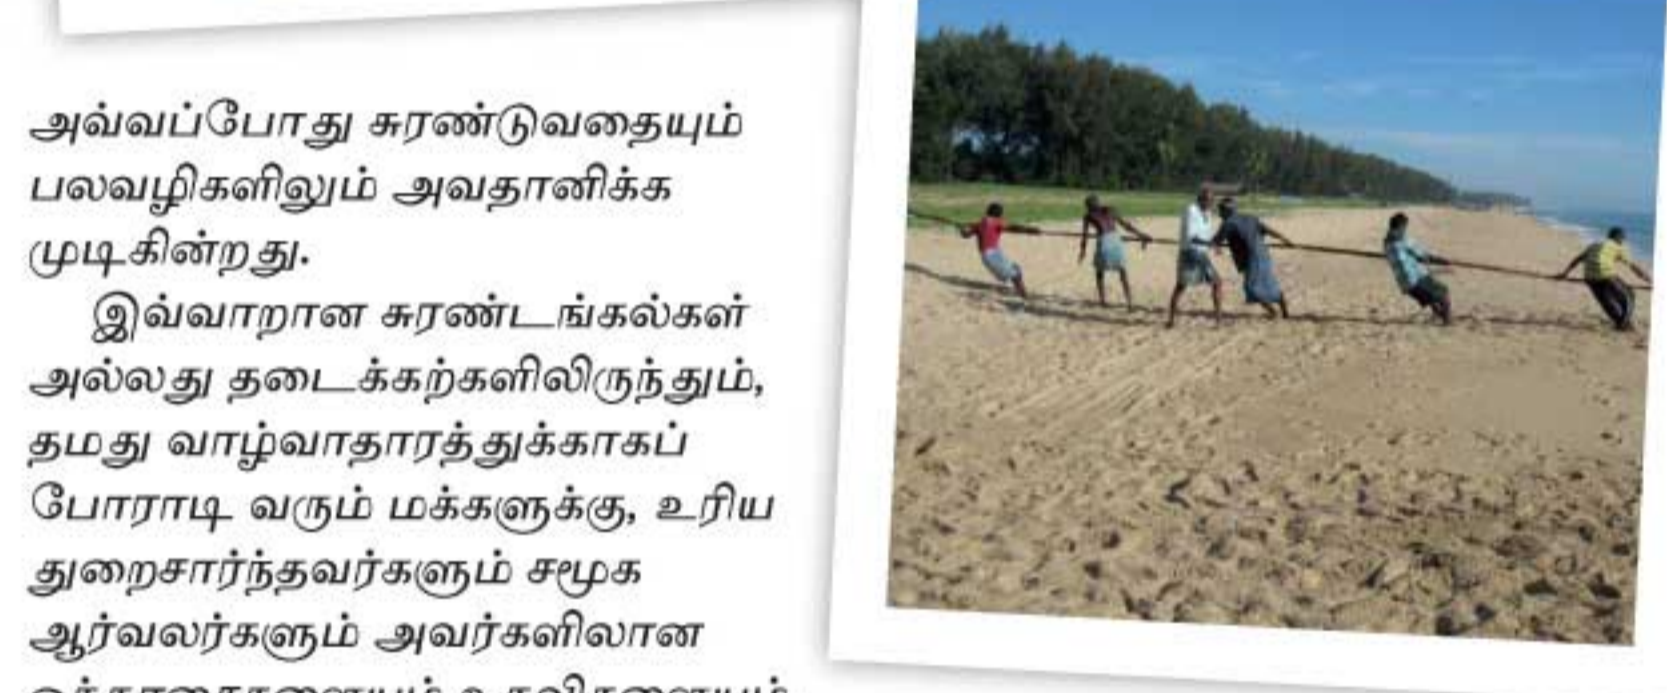 அவ்வப்போது சுரண்டுவதையும்
பலவழிகளிலும் அவதானிக்க
முடிகின்றது.
இவ்வாறான சுரண்டங்கல்கள்
அல்லது தடைக்கற்களிலிருந்தும்,
தமது வாழ்வாதாரத்துக்காகப்
போராடி வரும் மக்களுக்கு, உரிய
துறைசார்ந்தவர்களும் சமூக
ஆர்வலர்களும் அவர்களிலான